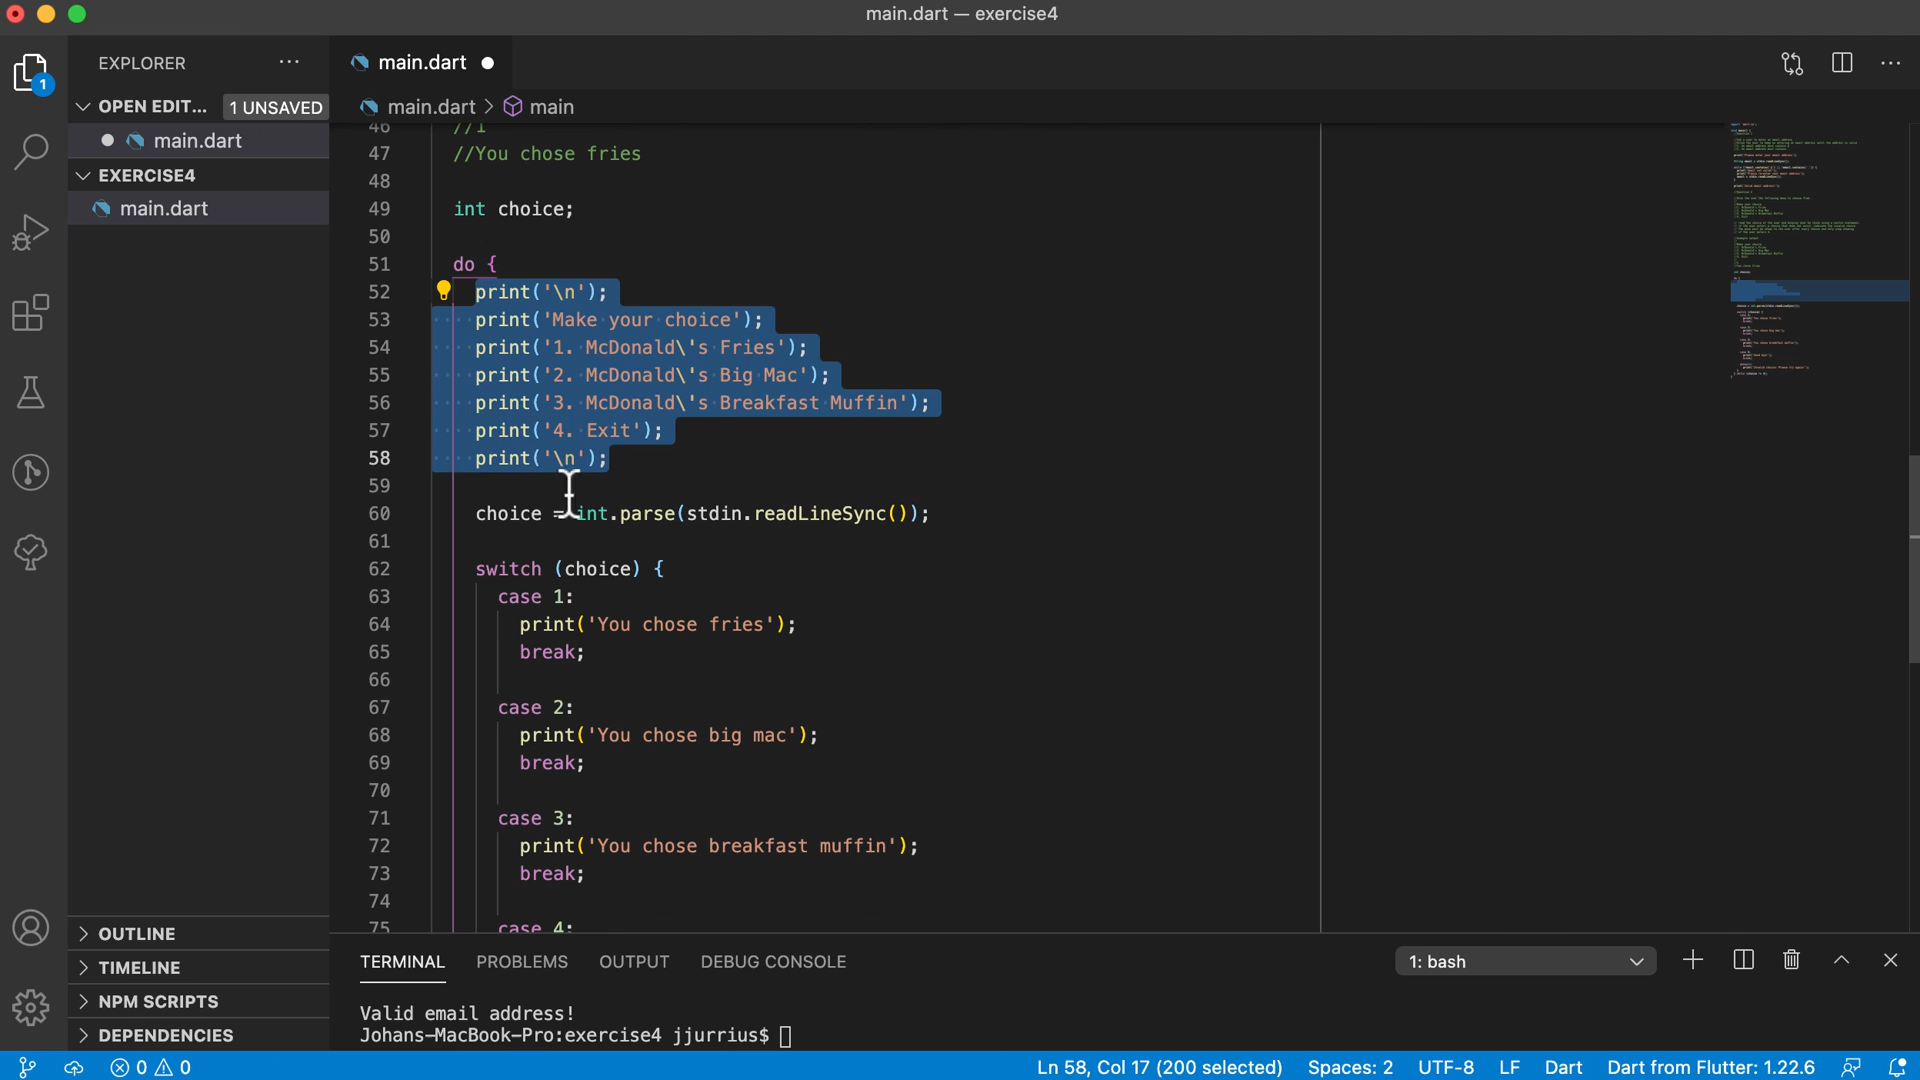 main.dart — exercise4
EXPLORER
main.dart
1
OPEN EDIT...
1 UNSAVED
main.dart > main
main.dart
EXERCISE4
main.dart
46 //1
47 //You chose fries
48
49 int choice;
50
51 do {
52 print('\n');
53 print('Make your choice');
54 print('1. McDonald\'s Fries');
55 print('2. McDonald\'s Big Mac');
56 print('3. McDonald\'s Breakfast Muffin');
57 print('4. Exit');
58 print('\n');
59
60 choice = int.parse(stdin.readLineSync());
61
62 switch (choice) {
63 case 1:
64 print('You chose fries');
65 break;
66
67 case 2:
68 print('You chose big mac');
69 break;
70
71 case 3:
72 print('You chose breakfast muffin');
73 break;
74
75 case 4:
OUTLINE
TIMELINE
NPM SCRIPTS
DEPENDENCIES
TERMINAL PROBLEMS OUTPUT DEBUG CONSOLE
1: bash
Valid email address!
Johans-MacBook-Pro:exercise4 jjurrius$
0 0
Ln 58, Col 17 (200 selected) Spaces: 2 UTF-8 LF Dart Dart from Flutter: 1.22.6